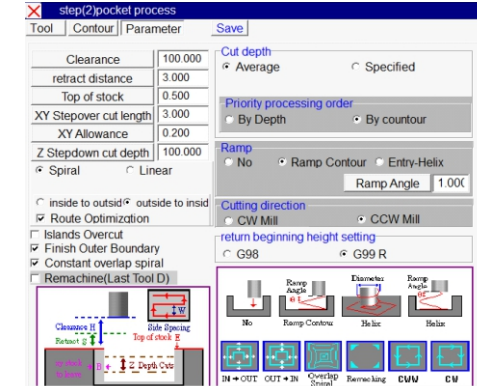 step(2)pocket process
Tool Contour Parameter Save
Clearance 100.000
retract distance 3.000
Top of stock 0.500
XY Stepover cut length 3.000
XY Allowance 0.200
Z Stepdown cut depth 100.000
Spiral Linear
inside to outsid outside to insid
Route Optimization
Islands Overcut
Finish Outer Boundary
Constant overlap spiral
Remachine(Last Tool D)
Cut depth
Average Specified
Priority processing order
By Depth By countour
Ramp
No Ramp Contour Entry-Helix
Ramp Angle 1.00(
Cutting direction
CW Mill CCW Mill
return beginning height setting
G98 G99 R
W
Clearance H Side Spacing
Retract S Top of stock E
B Z Depth Cuts
Ramp Angle Diameter Ramp Angle
No Ramp Contour Helix Helix
IN → OUT OUT → IN Overlap Spiral Remaching CWW CW